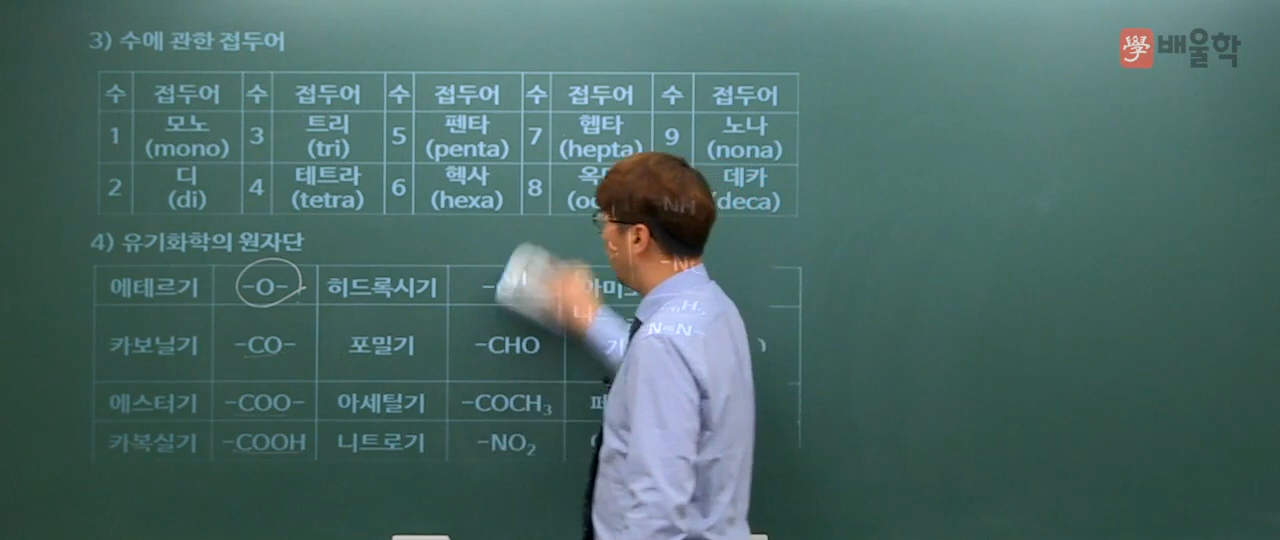 3) 수에 관한 접두어
學 배울학
수 접두어 수 접두어 수 접두어 수 접두어 수 접두어
1 모노 3 트리 5 펜타 7 헵타 9 노나
(mono) (tri) (penta) (hepta) (nona)
2 디 4 테트라 6 헥사 8 데카
(di) (tetra) (hexa) (deca)
4) 유기화학의 원자단
에테르기 -O- 히드록시기
카보닐기 -CO- 포밀기 -CHO 기
에스터기 -COO- 아세틸기 -COCH₃
카복실기 -COOH 니트로기 -NO₂
-NH
-N=N-